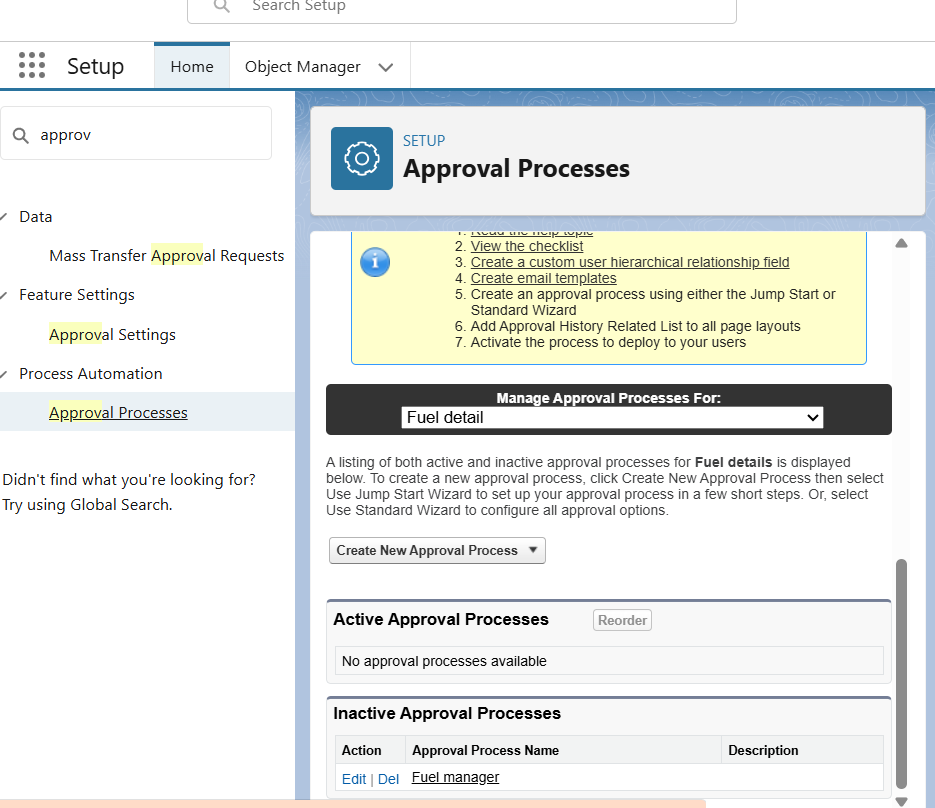 Search Setup
Setup
Home
Object Manager
approv
Data
Mass Transfer Approval Requests
Feature Settings
Approval Settings
Process Automation
Approval Processes
Didn't find what you're looking for?
Try using Global Search.
SETUP
Approval Processes
1. Read the help topic
2. View the checklist
3. Create a custom user hierarchical relationship field
4. Create email templates
5. Create an approval process using either the Jump Start or
Standard Wizard
6. Add Approval History Related List to all page layouts
7. Activate the process to deploy to your users
Manage Approval Processes For:
Fuel detail
A listing of both active and inactive approval processes for Fuel details is displayed
below. To create a new approval process, click Create New Approval Process then select
Use Jump Start Wizard to set up your approval process in a few short steps. Or, select
Use Standard Wizard to configure all approval options.
Create New Approval Process
Active Approval Processes Reorder
No approval processes available
Inactive Approval Processes
Action Approval Process Name Description
Edit | Del Fuel manager